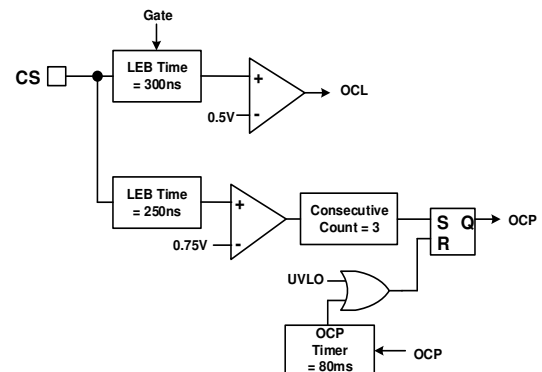 Gate
LEB Time
= 300ns
CS
+
-
0.5V
OCL
LEB Time
= 250ns
+
-
0.75V
Consecutive
Count = 3
S Q
R
OCP
UVLO
OCP
Timer
= 80ms
OCP